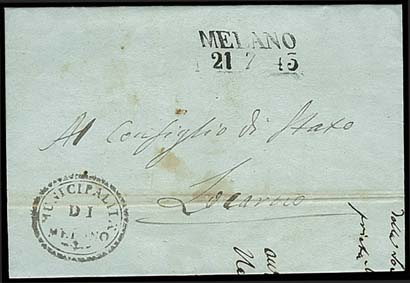 MELANO
21 7 45
Al Consiglio di Stato
Locarno
MUNICIPALITÀ
DI
MELANO